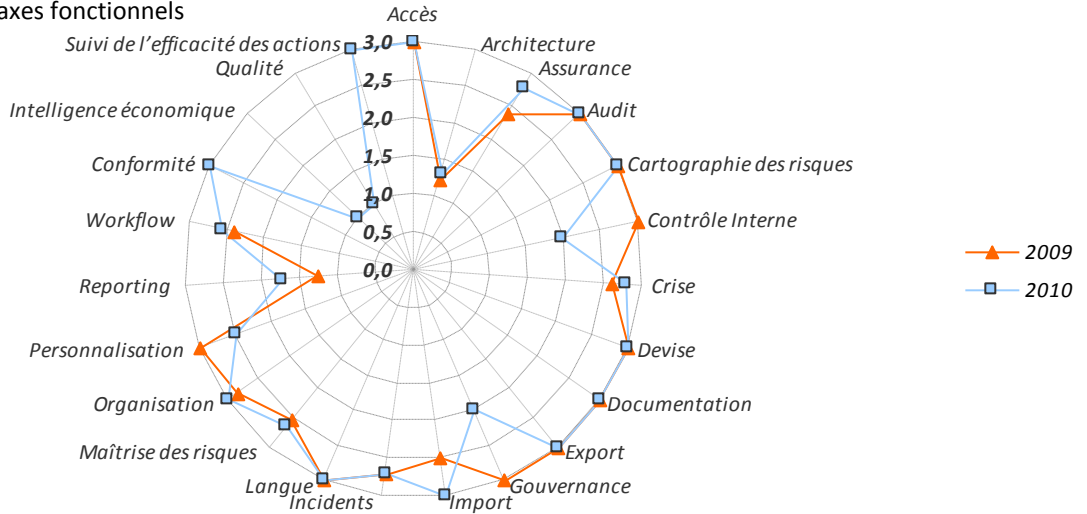 axes fonctionnels
Accès
Suivi de l'efficacité des actions
3,0
Architecture
Qualité
2,5
Assurance
Intelligence économique
2,0
Audit
Conformité
1,5
Cartographie des risques
Workflow
1,0
Contrôle Interne
0,5
2009
Reporting
0,0
Crise
2010
Personnalisation
Devise
Organisation
Documentation
Maîtrise des risques
Export
Langue
Gouvernance
Incidents
Import